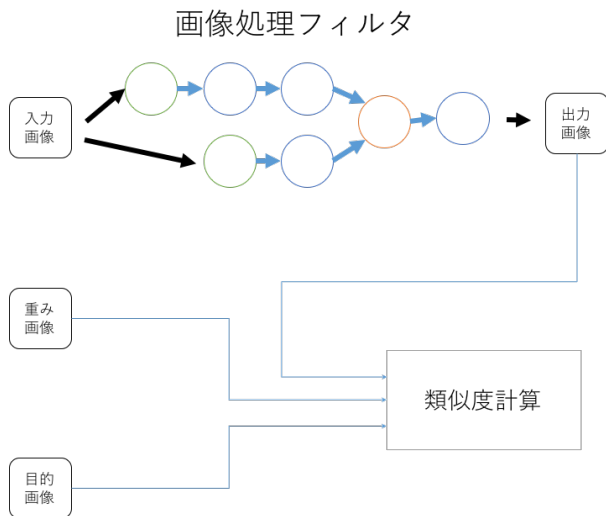 画像処理フィルタ
入力
画像
出力
画像
重み
画像
類似度計算
目的
画像